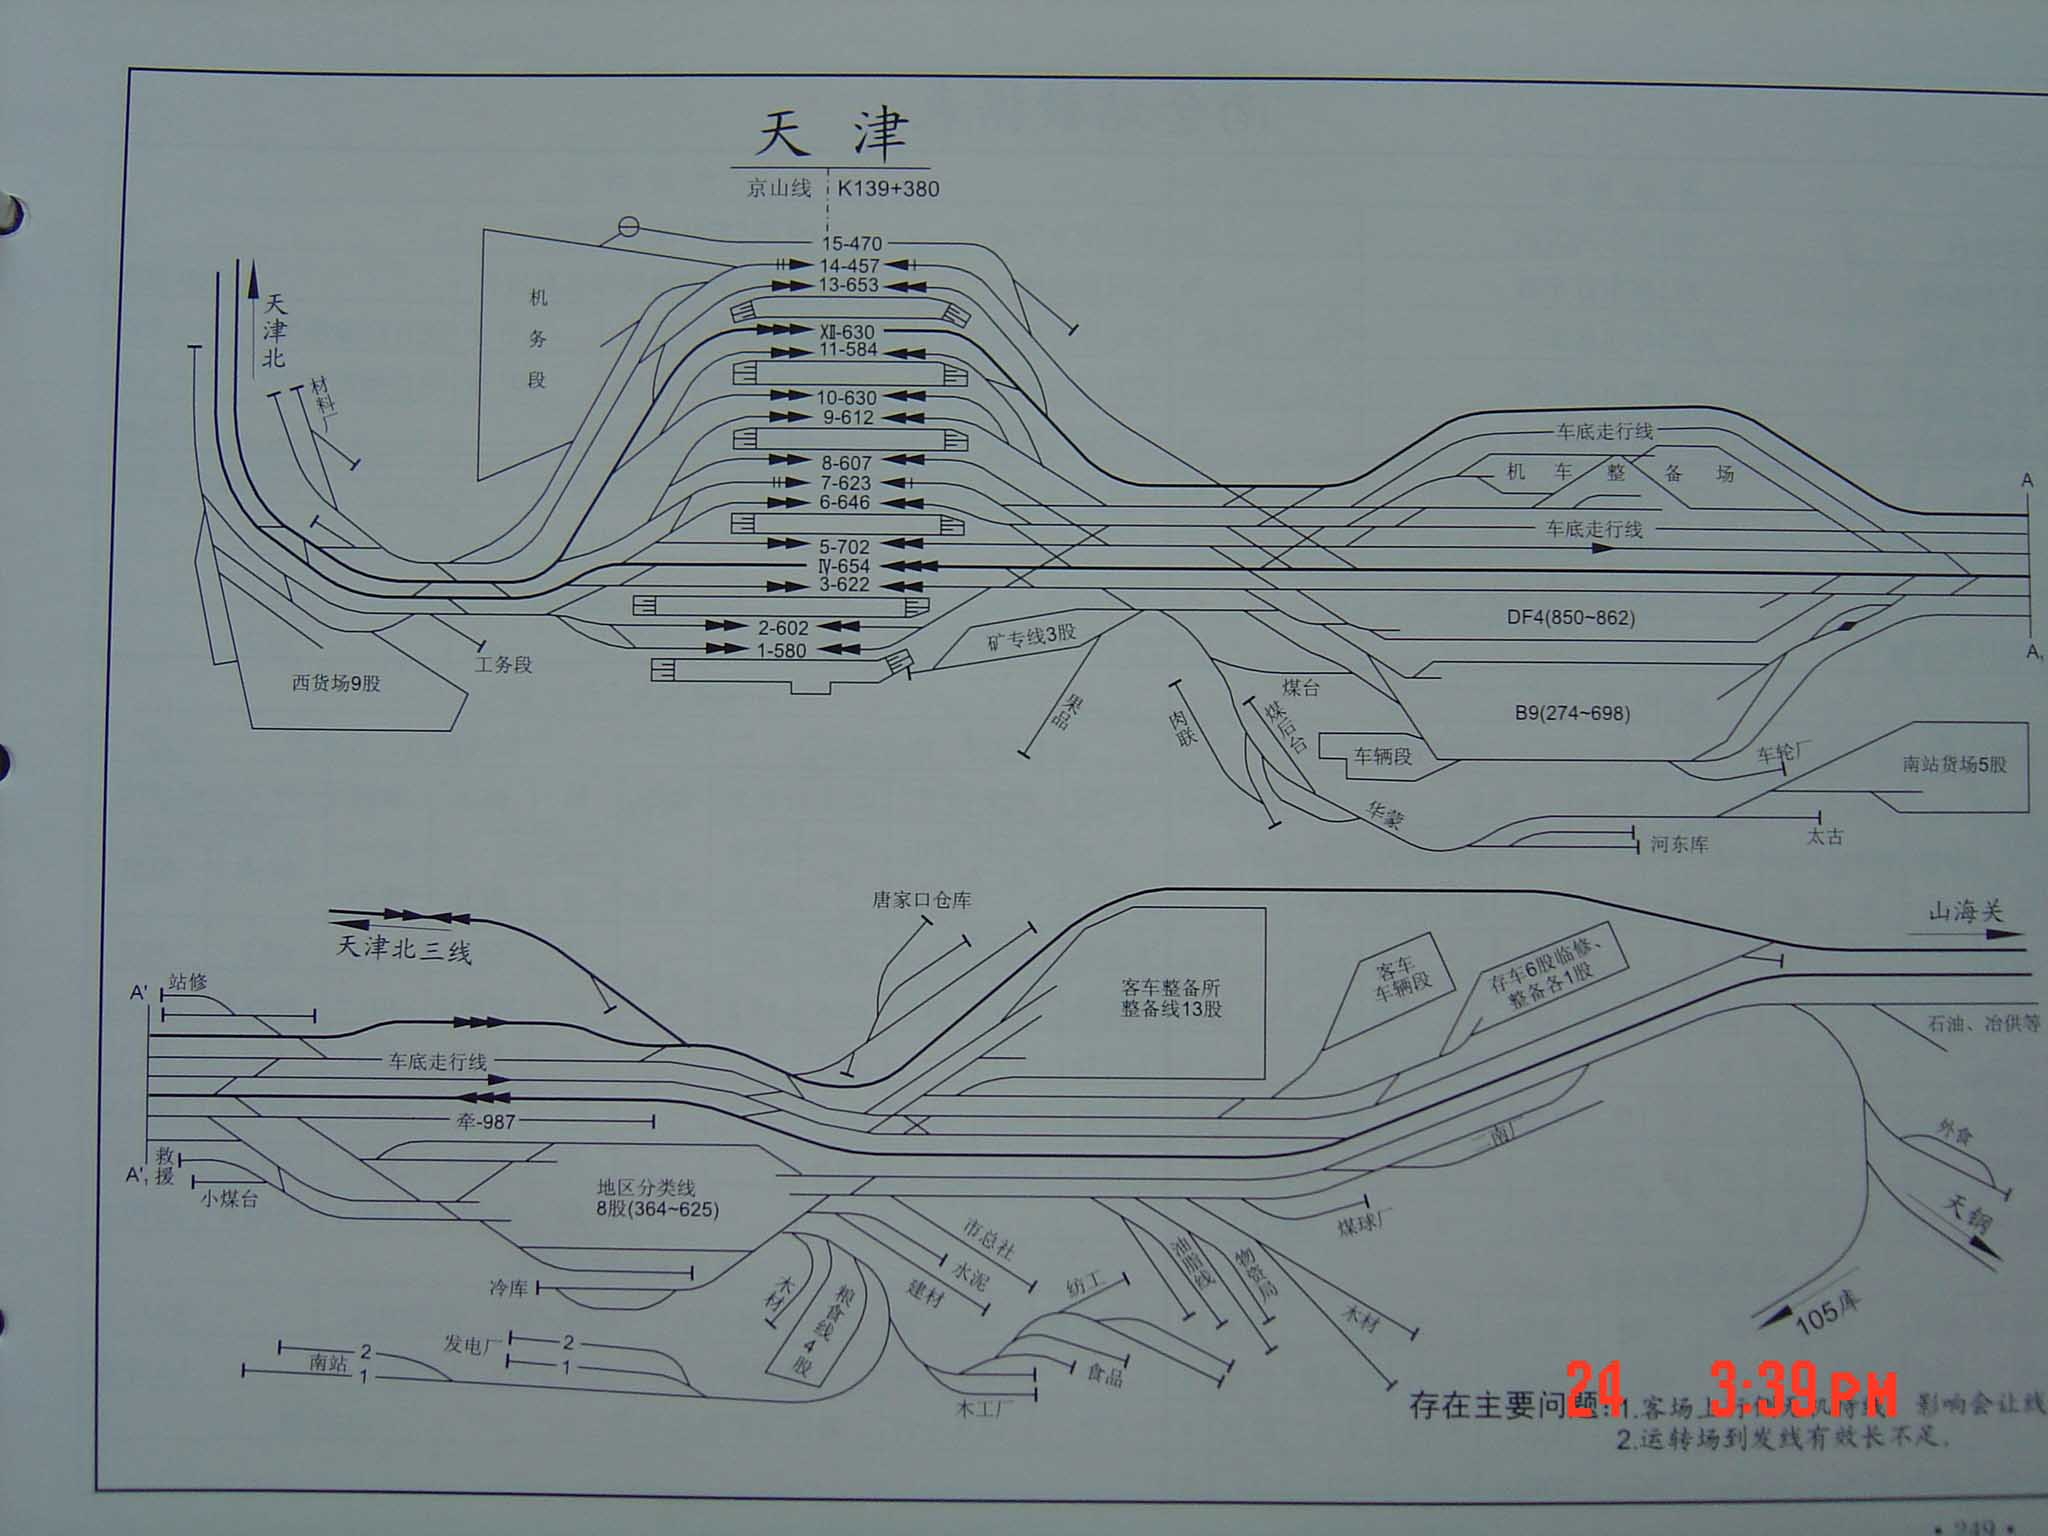 天津
京山线 K139+380
15-470
14-457
13-653
XII-630
11-584
10-630
9-612
8-607
7-623
6-646
5-702
IV-654
3-622
2-602
1-580
天津北
材料厂
机务段
西货场9股
工务段
矿专线3股
果品
车底走行线
机车整备场
车底走行线
DF4(850~862)
B9(274~698)
A
A,
煤台
煤后台
肉联
车辆段
车轮厂
南站货场5股
华蒙
河东库
太古
天津北三线
唐家口仓库
山海关
客车整备所
整备线13股
客车
车辆段
存车6股临修、
整备各1股
石油、冶供等
A'
站修
车底走行线
牵-987
A',
救援
小煤台
地区分类线
8股(364~625)
二南厂
外食
天钢
105库
煤球厂
市总社
水泥
建材
油脂线
物资局
木材
冷库
木材
粮食线4股
纺工
食品
木工厂
发电厂 2
1
南站 2
1
24 3:39PM
存在主要问题:1.客场上 影响会让线
2.运转场到发线有效长不足.
·249·